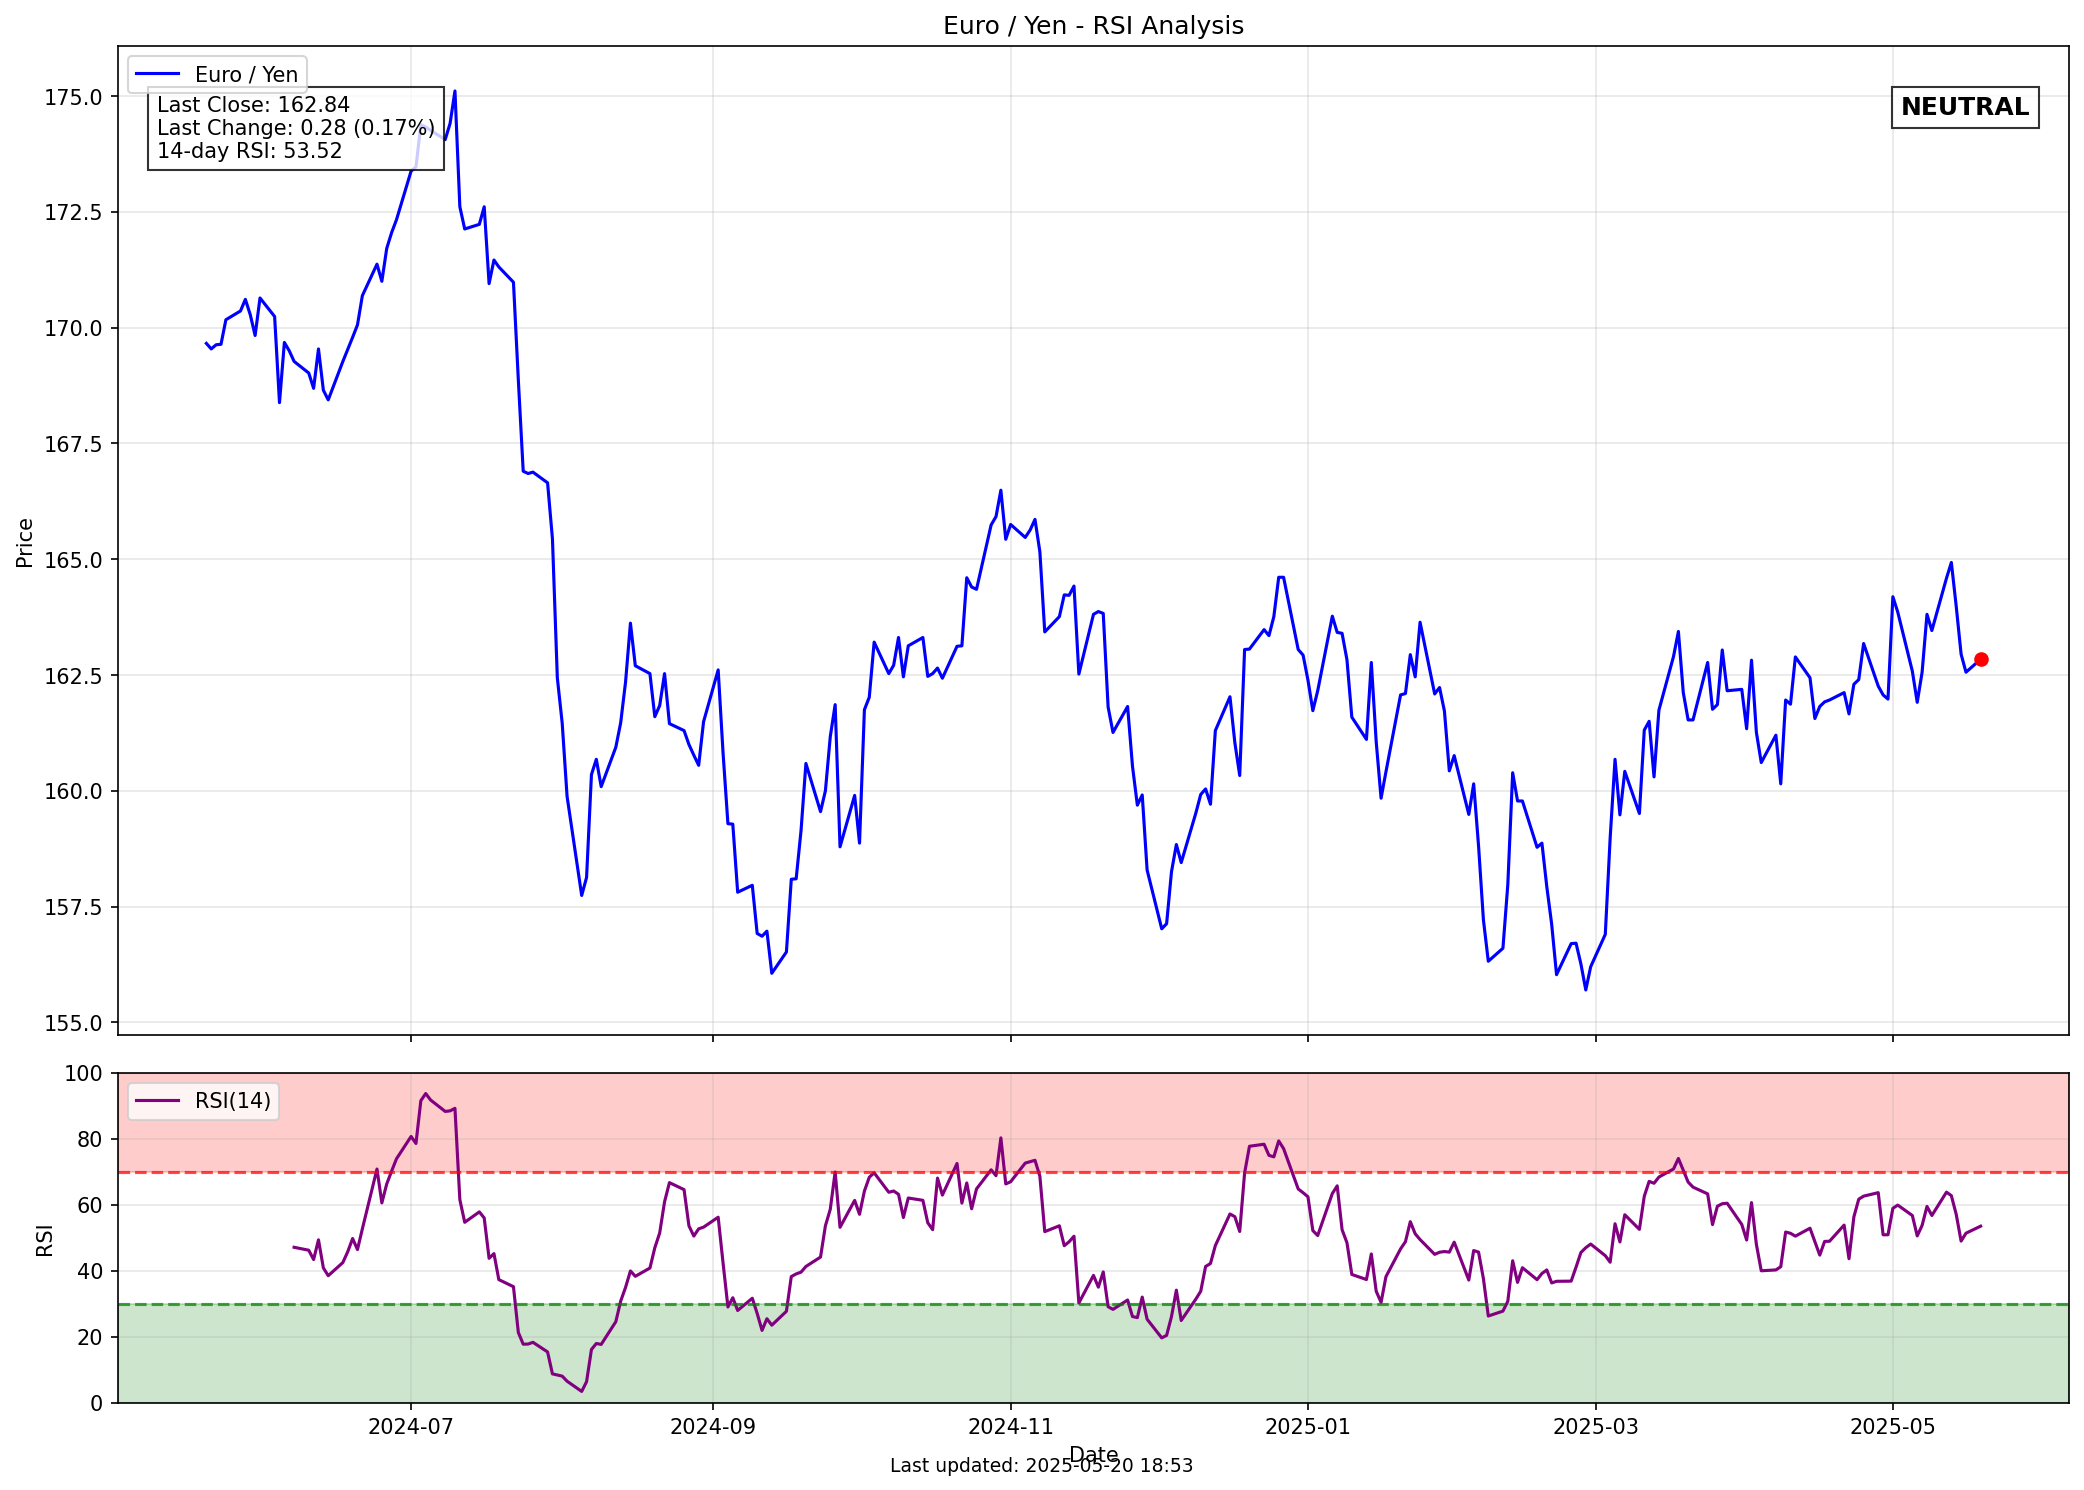 Euro / Yen - RSI Analysis
Euro / Yen
Last Close: 162.84
Last Change: 0.28 (0.17%)
14-day RSI: 53.52
NEUTRAL
Price
175.0
172.5
170.0
167.5
165.0
162.5
160.0
157.5
155.0
RSI(14)
RSI
100
80
60
40
20
0
2024-07
2024-09
2024-11
2025-01
2025-03
2025-05
Date
Last updated: 2025-05-20 18:53